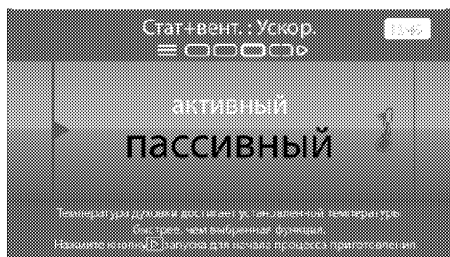 Стат+вент. : Ускор.
активный
пассивный
Температура духовки достигает установленной температуры
быстрее, чем выбранная функция.
Нажмите кнопку запуска для начала процесса приготовления